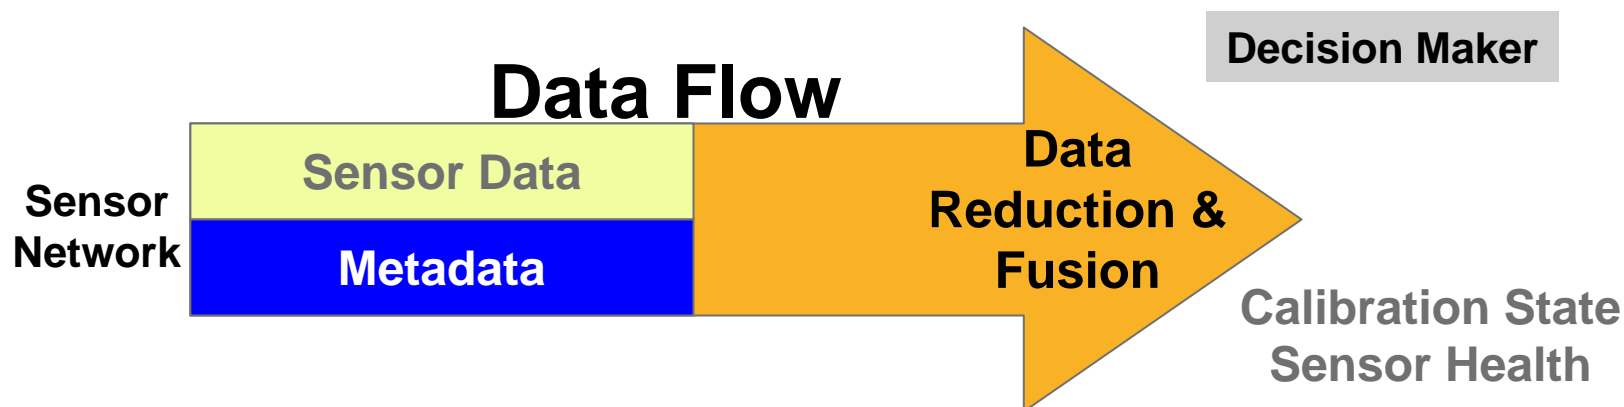 Decision Maker
Data Flow
Sensor Data
Sensor
Network
Metadata
Data
Reduction &
Fusion
Calibration State
Sensor Health